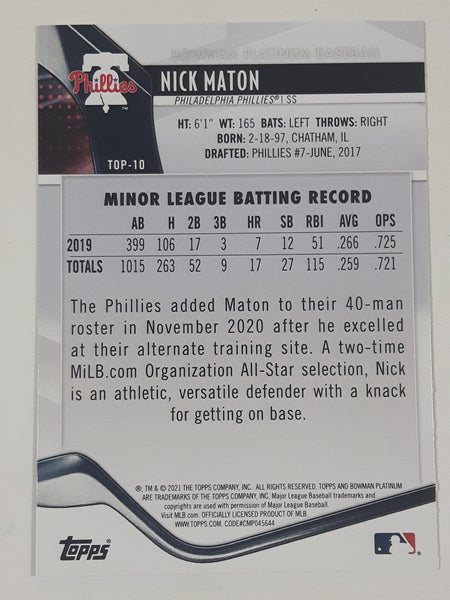 BOWMAN PLATINUM BASEBALL
Phillies
TM
NICK MATON
PHILADELPHIA PHILLIES® | SS
HT: 6'1" WT: 165 BATS: LEFT THROWS: RIGHT
BORN: 2-18-97, CHATHAM, IL
DRAFTED: PHILLIES #7-JUNE, 2017
TOP-10
MINOR LEAGUE BATTING RECORD
AB H 2B 3B HR SB RBI AVG OPS
2019 399 106 17 3 7 12 51 .266 .725
TOTALS 1015 263 52 9 17 27 115 .259 .721
The Phillies added Maton to their 40-man
roster in November 2020 after he excelled
at their alternate training site. A two-time
MiLB.com Organization All-Star selection, Nick
is an athletic, versatile defender with a knack
for getting on base.
®, TM & © 2021 THE TOPPS COMPANY, INC. ALL RIGHTS RESERVED. TOPPS AND BOWMAN PLATINUM
ARE TRADEMARKS OF THE TOPPS COMPANY, INC. Major League Baseball trademarks and
copyrights are used with permission of Major League Baseball.
Visit MLB.com. OFFICIALLY LICENSED PRODUCT OF MLB.
WWW.TOPPS.COM. CODE#CMP045644
topps